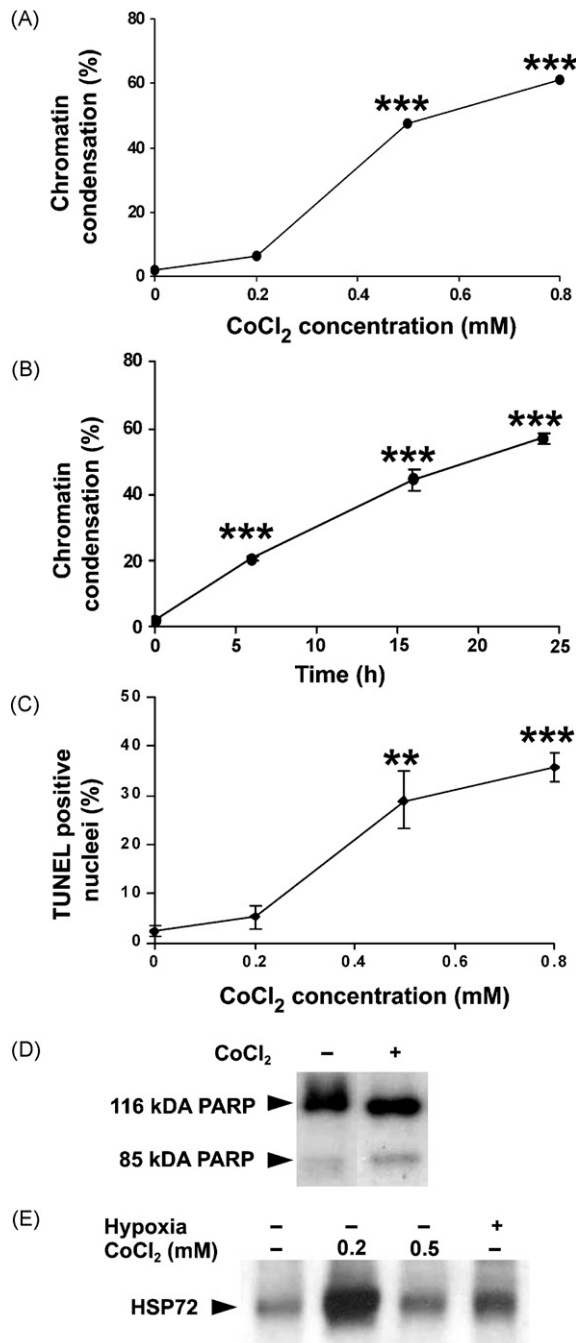 (A)
Chromatin
condensation (%)
80
60
40
20
0
***
***
0 0.2 0.4 0.6 0.8
CoCl2 concentration (mM)
(B)
Chromatin
condensation (%)
80
60
40
20
0
***
***
***
0 5 10 15 20 25
Time (h)
(C)
TUNEL positive
nucleei (%)
50
40
30
10
0
**
***
0 0.2 0.4 0.6 0.8
CoCl2 concentration (mM)
(D)
CoCl2 – +
116 kDA PARP
85 kDA PARP
(E)
Hypoxia – – – +
CoCl2 (mM) – 0.2 0.5 –
HSP72